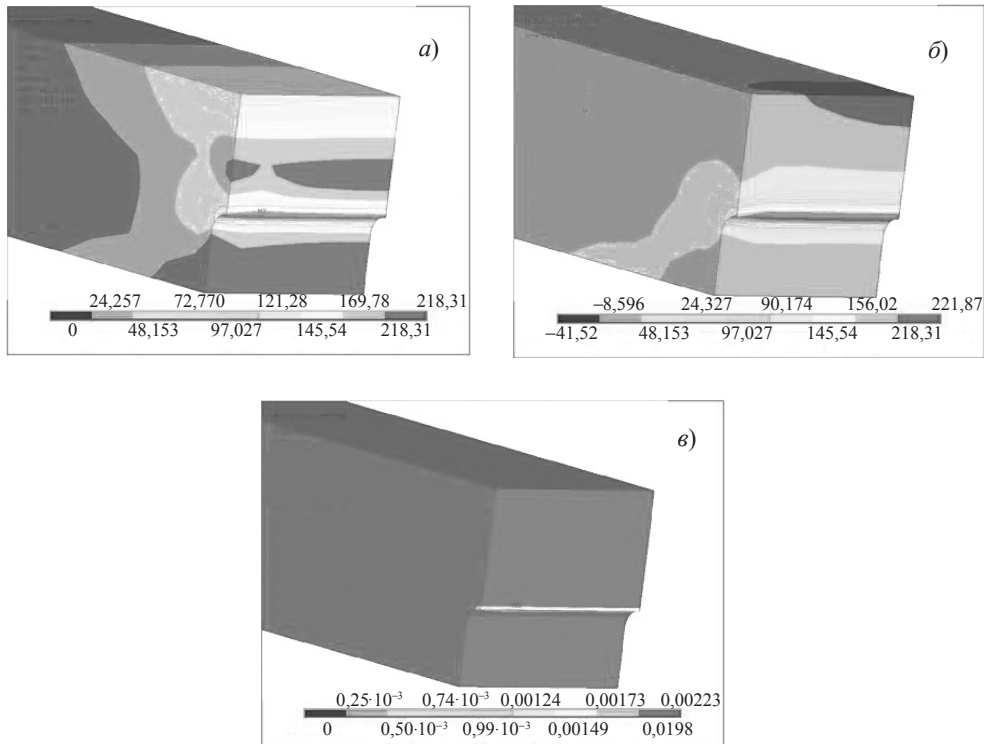 а)
24,257 72,770 121,28 169,78 218,31
0 48,153 97,027 145,54 218,31
б)
−8,596 24,327 90,174 156,02 221,87
−41,52 48,153 97,027 145,54 218,31
в)
0,25·10⁻³ 0,74·10⁻³ 0,00124 0,00173 0,00223
0 0,50·10⁻³ 0,99·10⁻³ 0,00149 0,0198